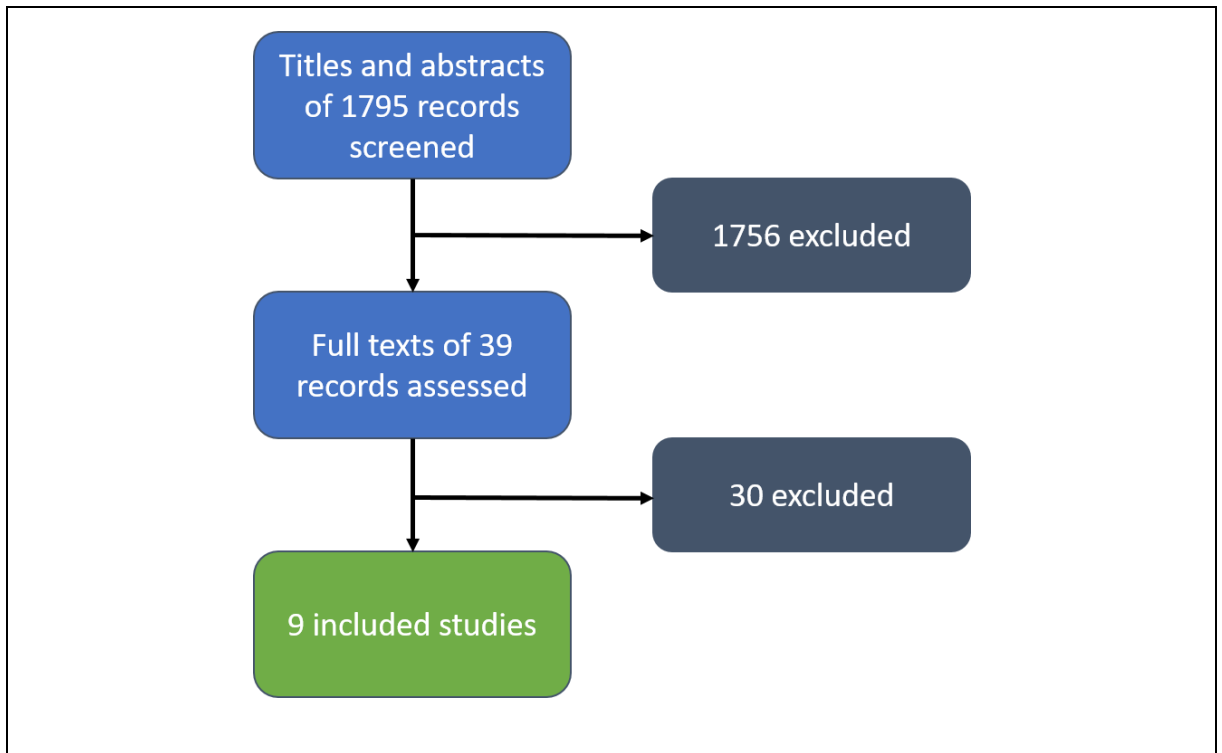 Titles and abstracts
of 1795 records
screened
1756 excluded
Full texts of 39
records assessed
30 excluded
9 included studies